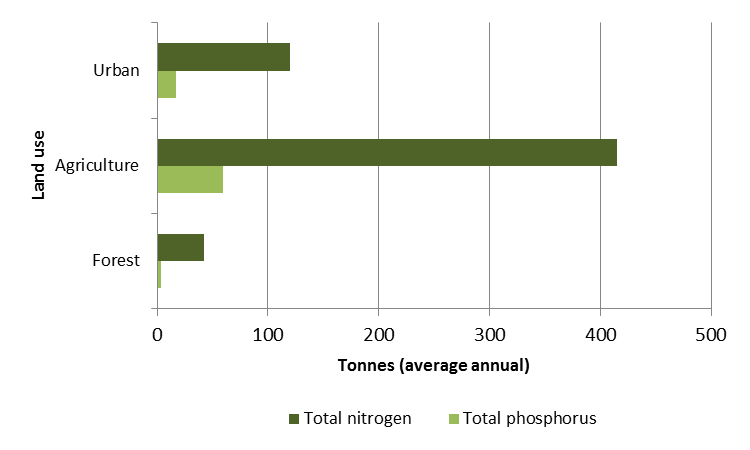 Urban
Agriculture
Forest
Land use
0 100 200 300 400 500
Tonnes (average annual)
Total nitrogen Total phosphorus